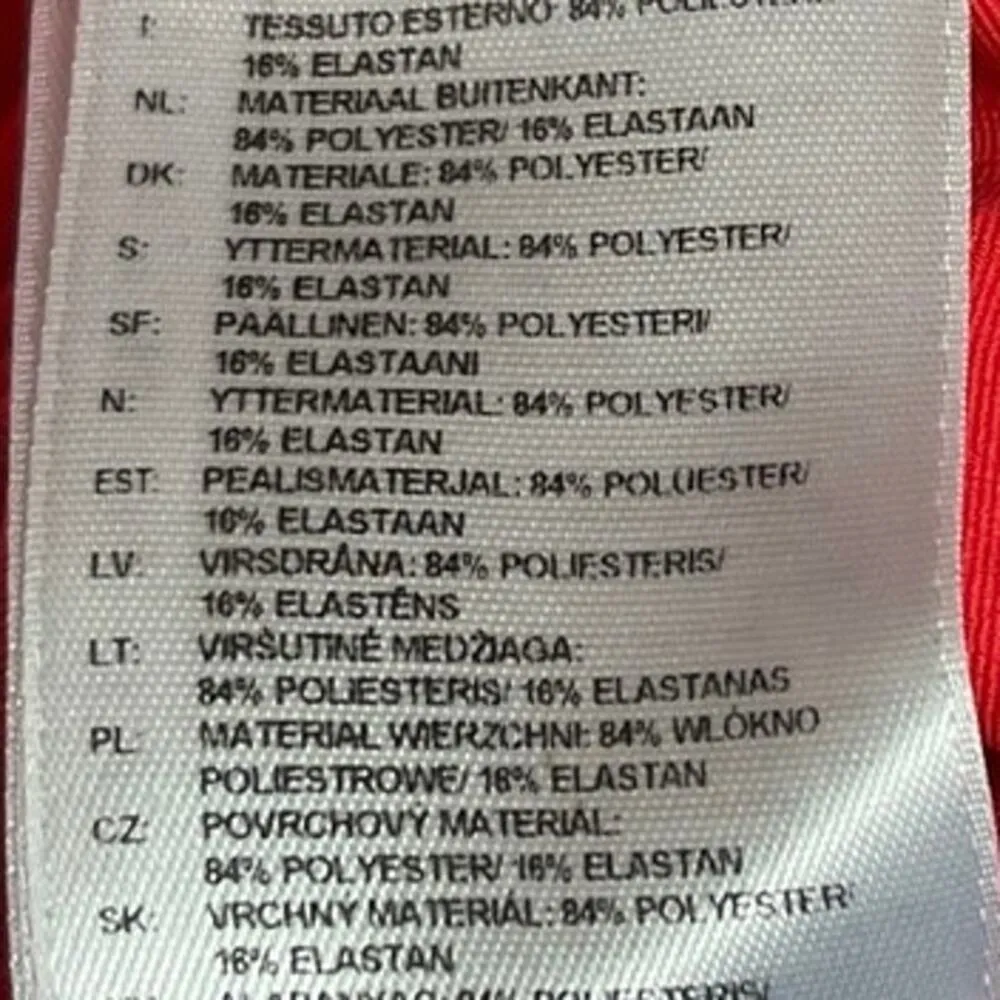 I: TESSUTO ESTERNO: 84%
16% ELASTAN
NL: MATERIAAL BUITENKANT:
84% POLYESTER/ 16% ELASTAAN
DK: MATERIALE: 84% POLYESTER/
16% ELASTAN
S: YTTERMATERIAL: 84% POLYESTER/
16% ELASTAN
SF: PÄÄLLINEN: 84% POLYESTERI/
16% ELASTAANI
N: YTTERMATERIAL: 84% POLYESTER/
16% ELASTAN
EST: PEALISMATERJAL: 84% POLÜESTER/
16% ELASTAAN
LV: VIRSDRĀNA: 84% POLIESTERIS/
16% ELASTĒNS
LT: VIRŠUTINĖ MEDŽIAGA:
84% POLIESTERIS/ 16% ELASTANAS
PL: MATERIAŁ WIERZCHNI: 84% WŁÓKNO
POLIESTROWE/ 16% ELASTAN
CZ: POVRCHOVÝ MATERIÁL:
84% POLYESTER/ 16% ELASTAN
SK: VRCHNÝ MATERIÁL: 84% POLYESTER/
16% ELASTAN